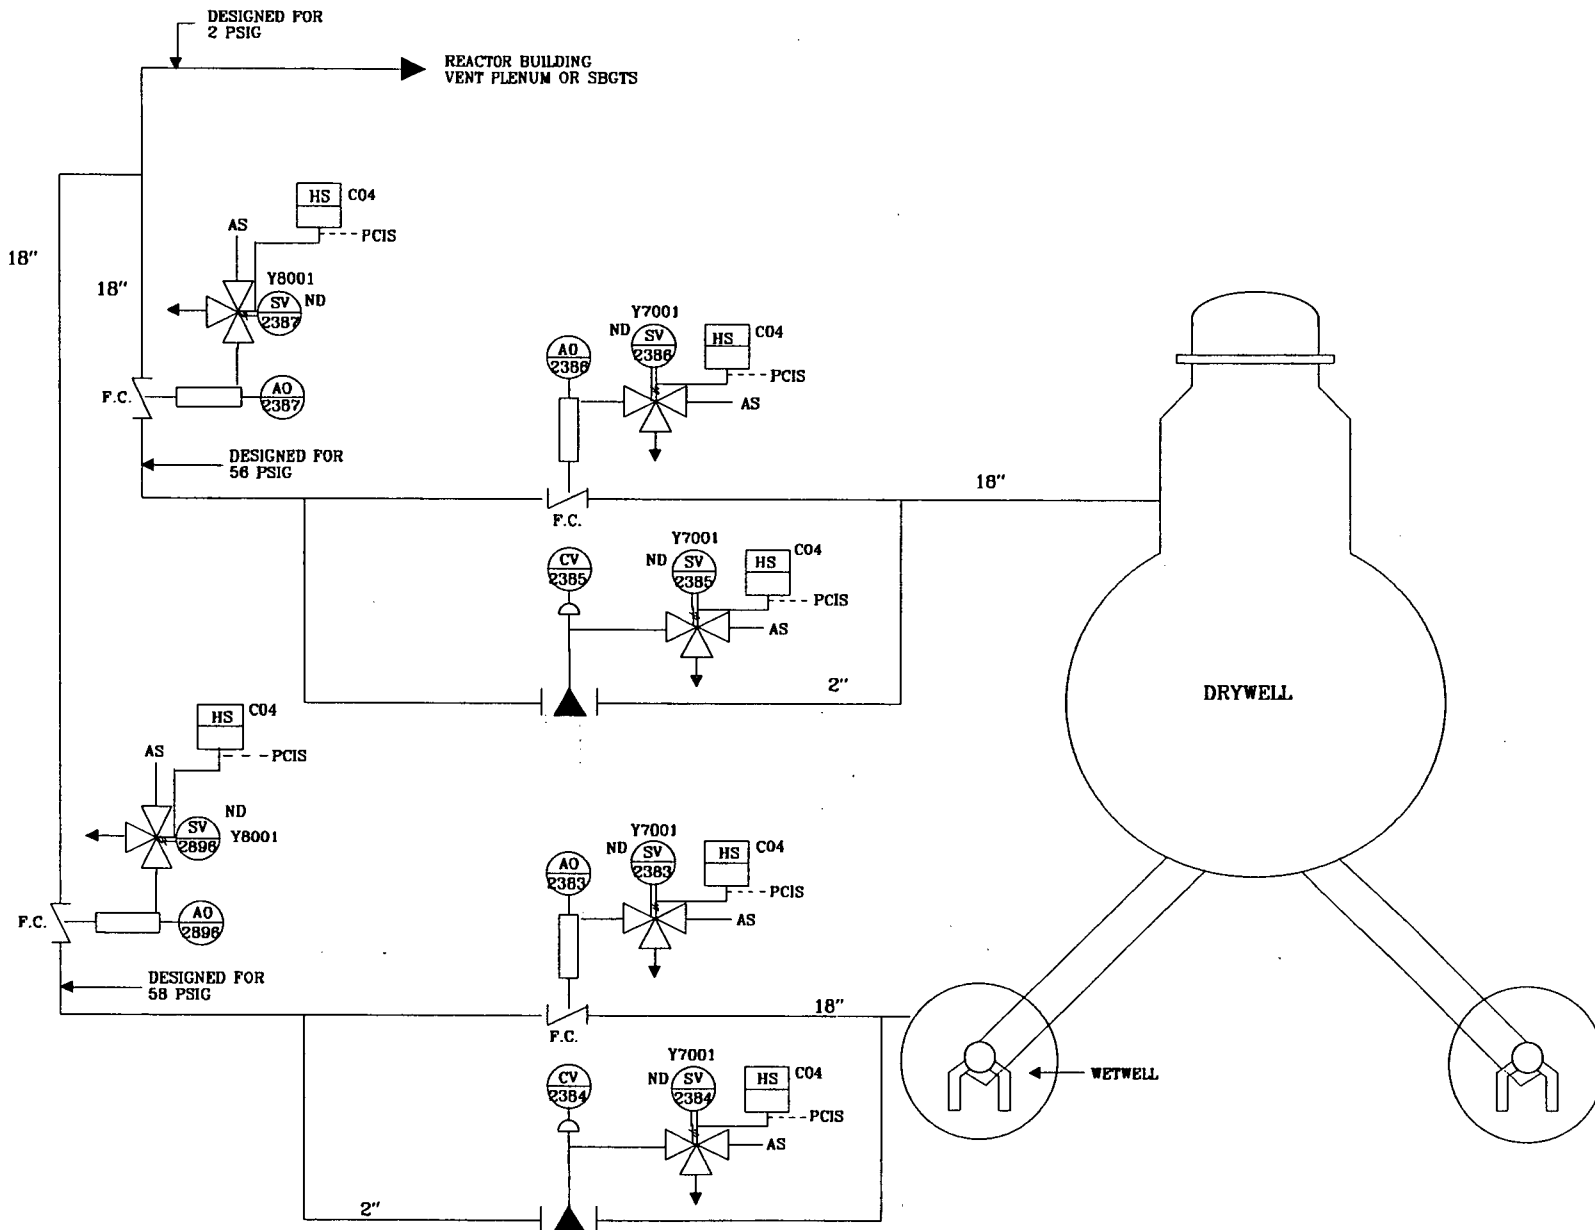 DESIGNED FOR
2 PSIG
REACTOR BUILDING
VENT PLENUM OR SBGTS
HS
C04
AS
PCIS
18"
18"
Y8001
SV
2387
ND
F.C.
AO
2387
DESIGNED FOR
56 PSIG
AO
2386
Y7001
ND
SV
2386
HS
C04
PCIS
AS
F.C.
18"
Y7001
CV
2385
ND
SV
2385
HS
C04
PCIS
AS
2"
DRYWELL
HS
C04
AS
PCIS
ND
SV
2896
Y8001
F.C.
AO
2896
DESIGNED FOR
58 PSIG
AO
2383
Y7001
ND
SV
2383
HS
C04
PCIS
AS
F.C.
18"
Y7001
CV
2384
ND
SV
2384
HS
C04
PCIS
AS
2"
WETWELL